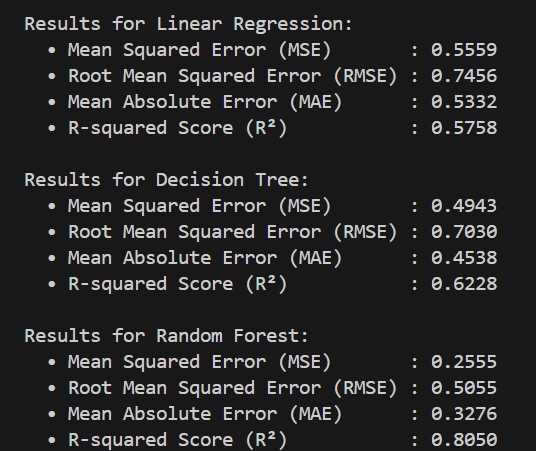 Results for Linear Regression:
• Mean Squared Error (MSE) : 0.5559
• Root Mean Squared Error (RMSE) : 0.7456
• Mean Absolute Error (MAE) : 0.5332
• R-squared Score (R²) : 0.5758
Results for Decision Tree:
• Mean Squared Error (MSE) : 0.4943
• Root Mean Squared Error (RMSE) : 0.7030
• Mean Absolute Error (MAE) : 0.4538
• R-squared Score (R²) : 0.6228
Results for Random Forest:
• Mean Squared Error (MSE) : 0.2555
• Root Mean Squared Error (RMSE) : 0.5055
• Mean Absolute Error (MAE) : 0.3276
• R-squared Score (R²) : 0.8050